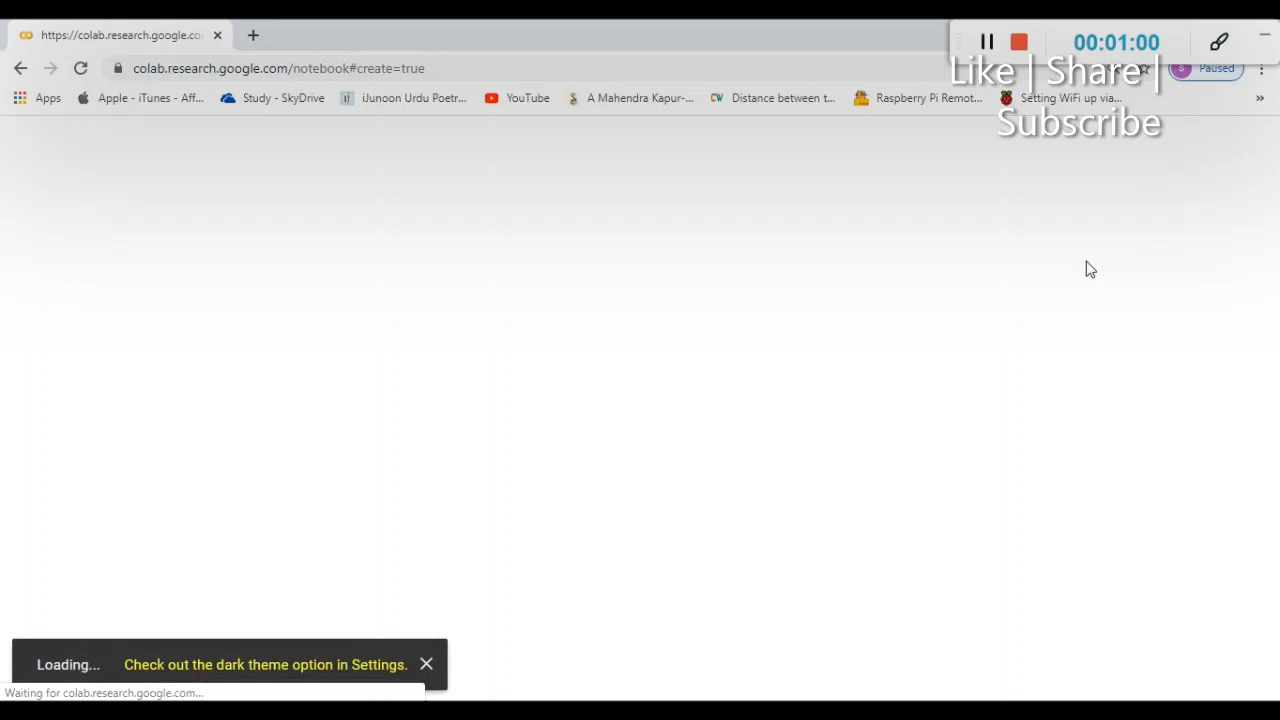 https://colab.research.google.co
00:01:00
colab.research.google.com/notebook#create=true
Paused
Like | Share |
Subscribe
Apps
Apple - iTunes - Aff...
Study - SkyDrive
Junoon Urdu Poetr...
YouTube
A Mahendra Kapur-...
Distance between t...
Raspberry Pi Remot...
Setting WiFi up via...
»
Loading... Check out the dark theme option in Settings.
Waiting for colab.research.google.com...